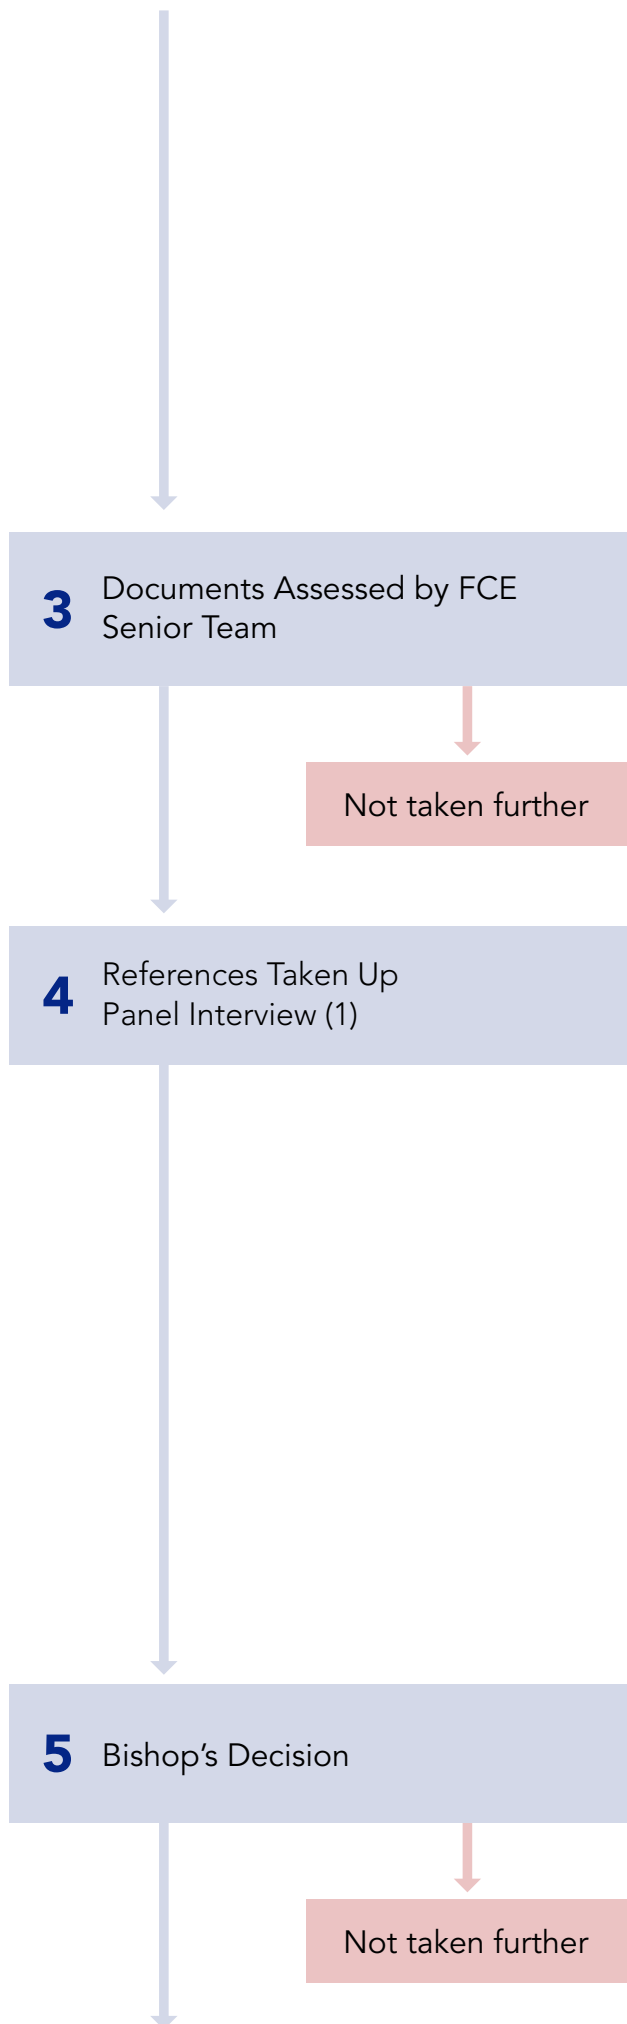 3
Documents Assessed by FCE
Senior Team
Not taken further
4
References Taken Up
Panel Interview (1)
5
Bishop’s Decision
Not taken further